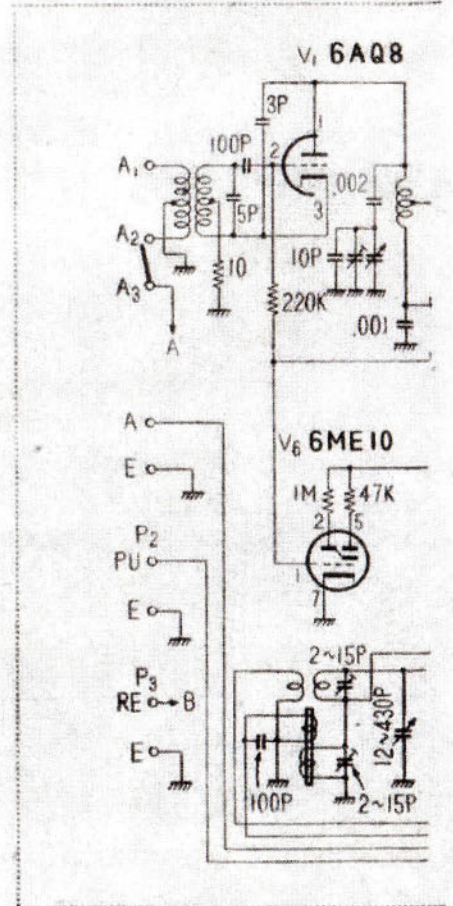 V₁ 6AQ8
3P
1
100P
2
A₁
3
.002
5P
A₂
10
10P
A₃
220K
.001
A
A
V₆ 6ME10
E
1M
47K
2
5
P₂
PU
1
7
E
2~15P
P₃
RE
B
12~430P
E
100P
2~15P